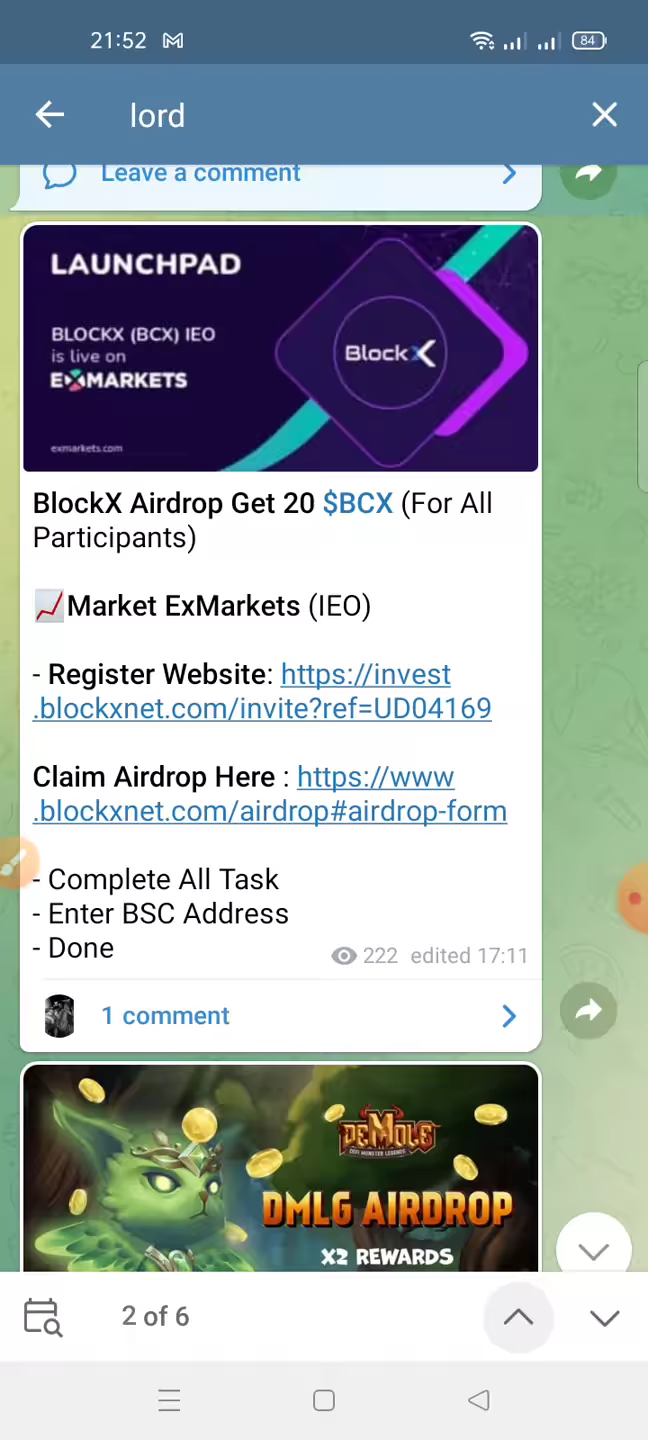 21:52
84
lord
Leave a comment
LAUNCHPAD
BLOCKX (BCX) IEO
is live on
EXMARKETS
BlockX
exmarkets.com
BlockX Airdrop Get 20 $BCX (For All
Participants)
📈Market ExMarkets (IEO)
- Register Website: https://invest
.blockxnet.com/invite?ref=UD04169
Claim Airdrop Here : https://www
.blockxnet.com/airdrop#airdrop-form
- Complete All Task
- Enter BSC Address
- Done
222 edited 17:11
1 comment
DEMOLE
DEFI MONSTER LEGENDS
DMLG AIRDROP
X2 REWARDS
2 of 6